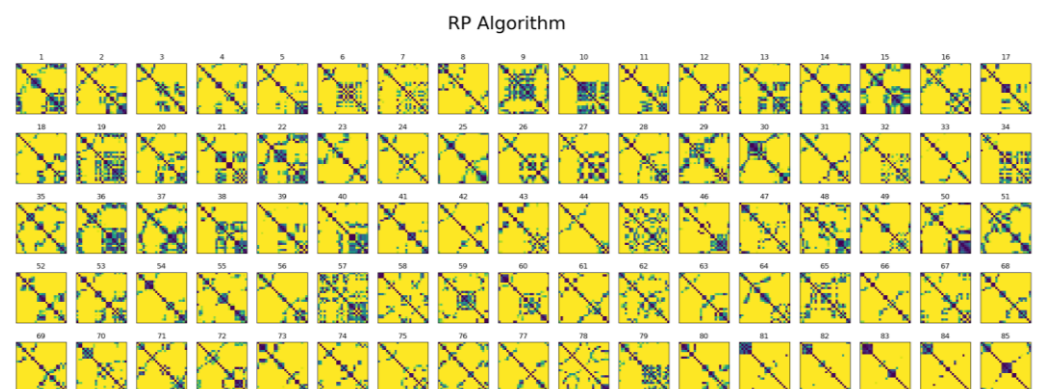 RP Algorithm
1 2 3 4 5 6 7 8 9 10 11 12 13 14 15 16 17
18 19 20 21 22 23 24 25 26 27 28 29 30 31 32 33 34
35 36 37 38 39 40 41 42 43 44 45 46 47 48 49 50 51
52 53 54 55 56 57 58 59 60 61 62 63 64 65 66 67 68
69 70 71 72 73 74 75 76 77 78 79 80 81 82 83 84 85